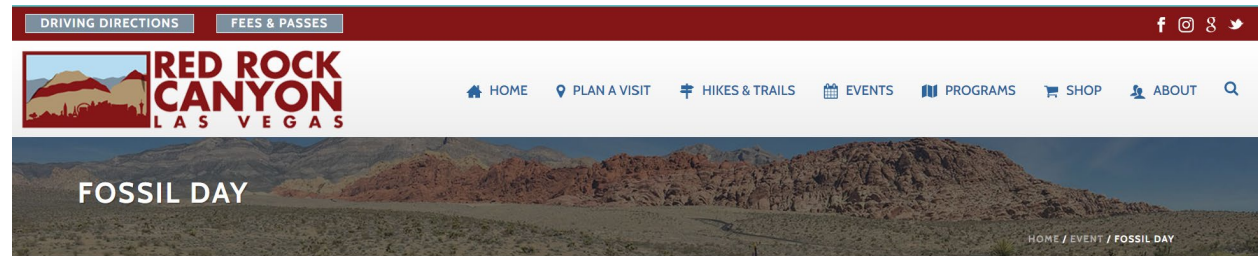 DRIVING DIRECTIONS FEES & PASSES
RED ROCK
CANYON
LAS VEGAS
HOME PLAN A VISIT HIKES & TRAILS EVENTS PROGRAMS SHOP ABOUT
FOSSIL DAY
HOME / EVENT / FOSSIL DAY